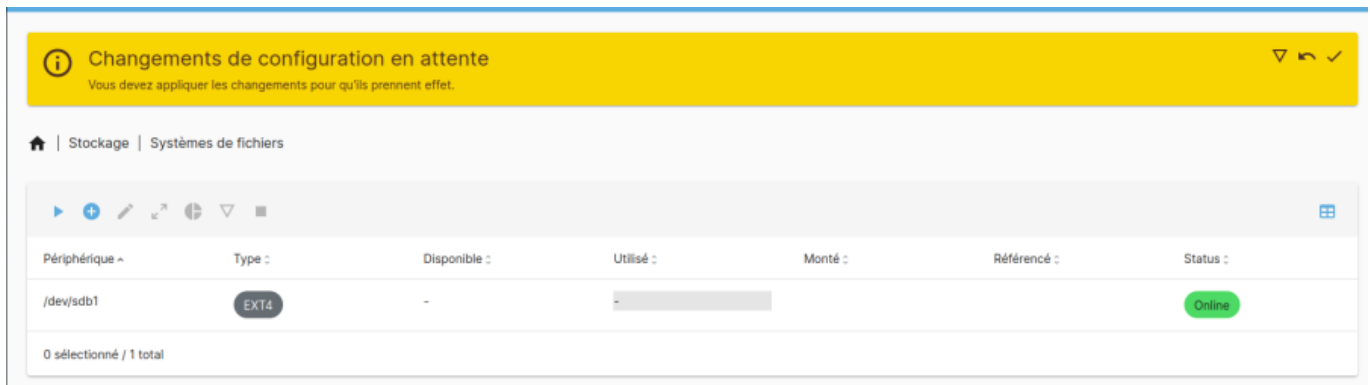 Changements de configuration en attente
Vous devez appliquer les changements pour qu'ils prennent effet.
| Stockage | Systèmes de fichiers
Périphérique Type Disponible Utilisé Monté Référencé Status
/dev/sdb1 EXT4 - - Online
0 sélectionné / 1 total